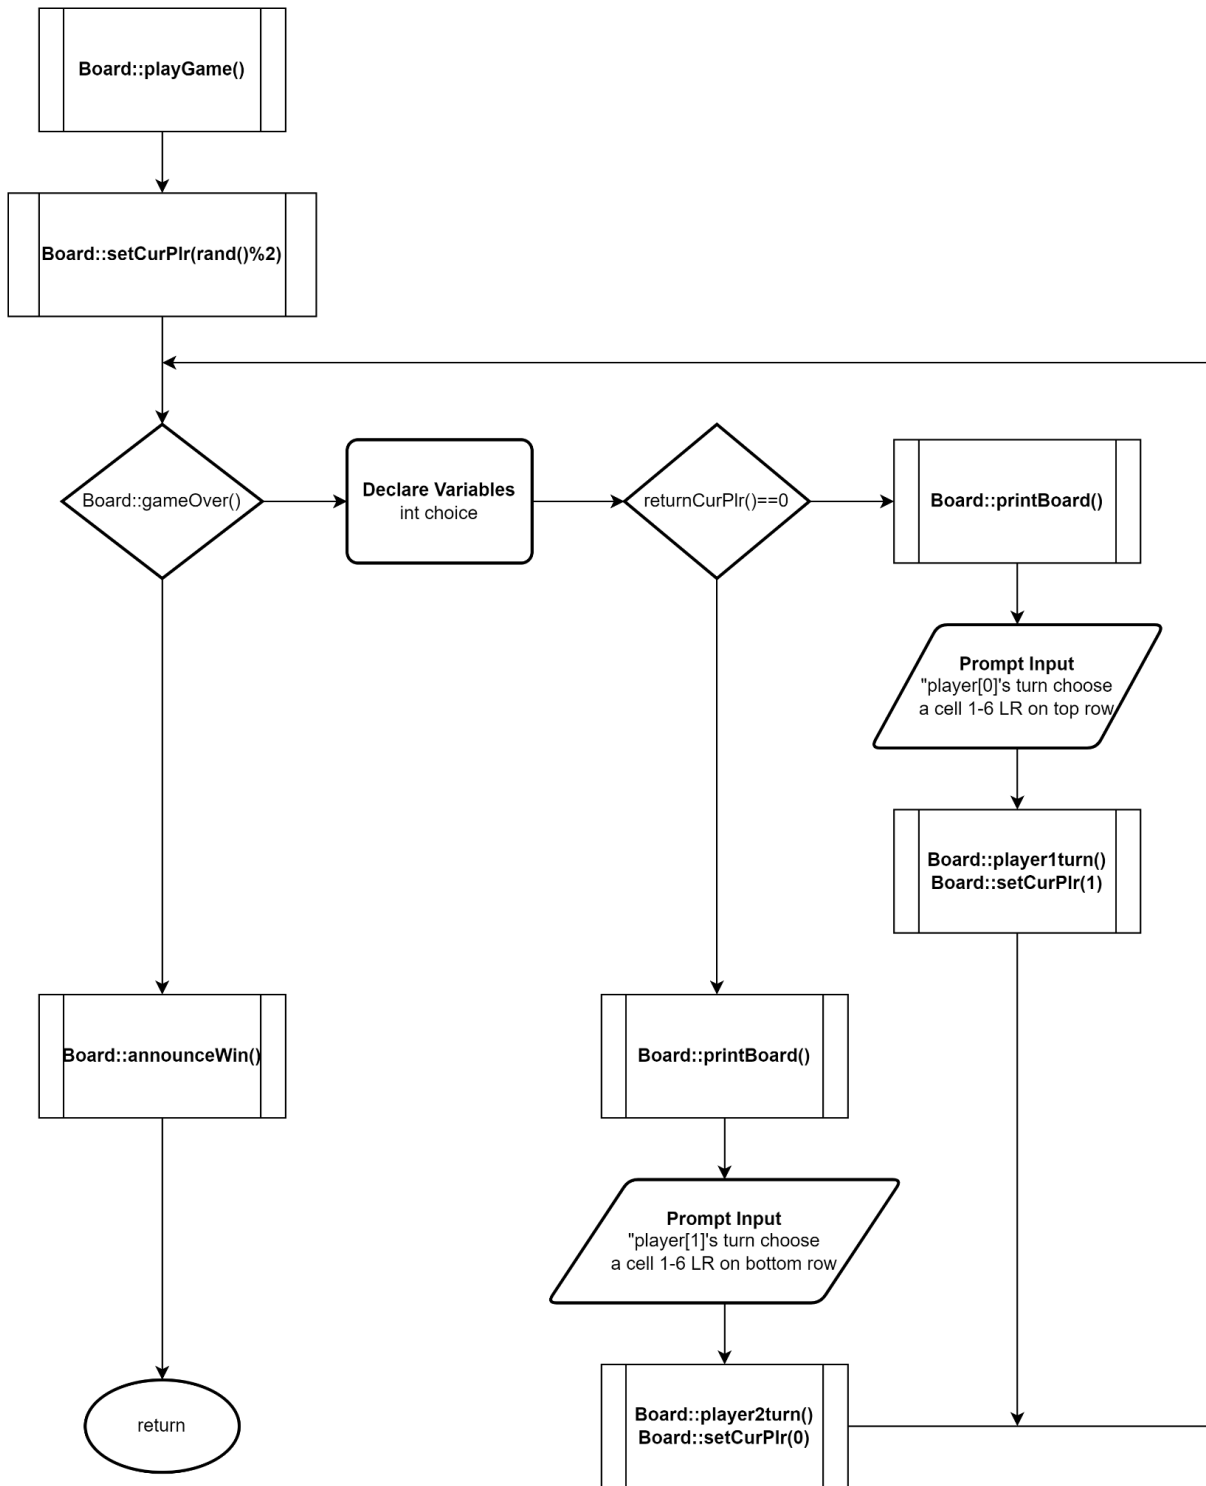 Board::playGame()
Board::setCurPlr(rand()%2)
Board::gameOver()
Declare Variables
int choice
returnCurPlr()==0
Board::printBoard()
Prompt Input
"player[0]'s turn choose
a cell 1-6 LR on top row
Board::player1turn()
Board::setCurPlr(1)
Board::announceWin()
Board::printBoard()
Prompt Input
"player[1]'s turn choose
a cell 1-6 LR on bottom row
return
Board::player2turn()
Board::setCurPlr(0)